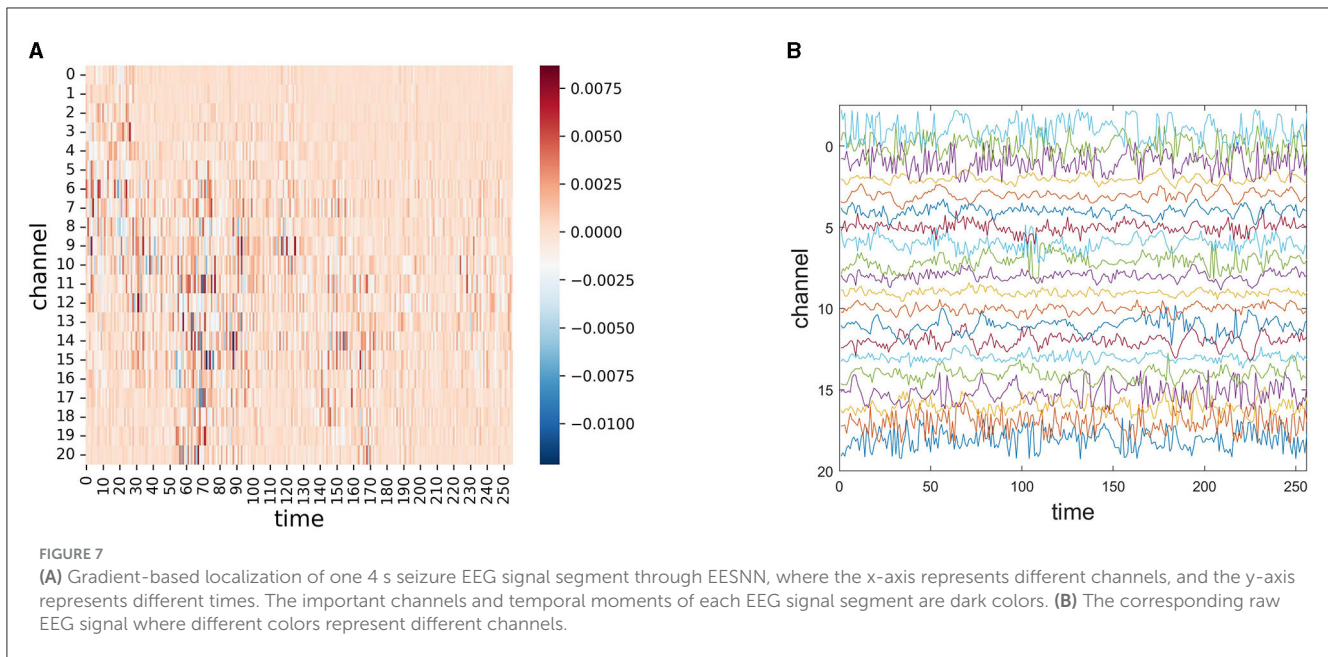 A
0
1
2
3
4
5
6
7
8
9
10
11
12
13
14
15
16
17
18
19
20
channel
0 10 20 30 40 50 60 70 80 90 100 110 120 130 140 150 160 170 180 190 200 210 220 230 240 250
time
0.0075
0.0050
0.0025
0.0000
−0.0025
−0.0050
−0.0075
−0.0100
B
0
5
10
15
20
channel
0 50 100 150 200 250
time
FIGURE 7
(A) Gradient-based localization of one 4 s seizure EEG signal segment through EESNN, where the x-axis represents different channels, and the y-axis
represents different times. The important channels and temporal moments of each EEG signal segment are dark colors. (B) The corresponding raw
EEG signal where different colors represent different channels.